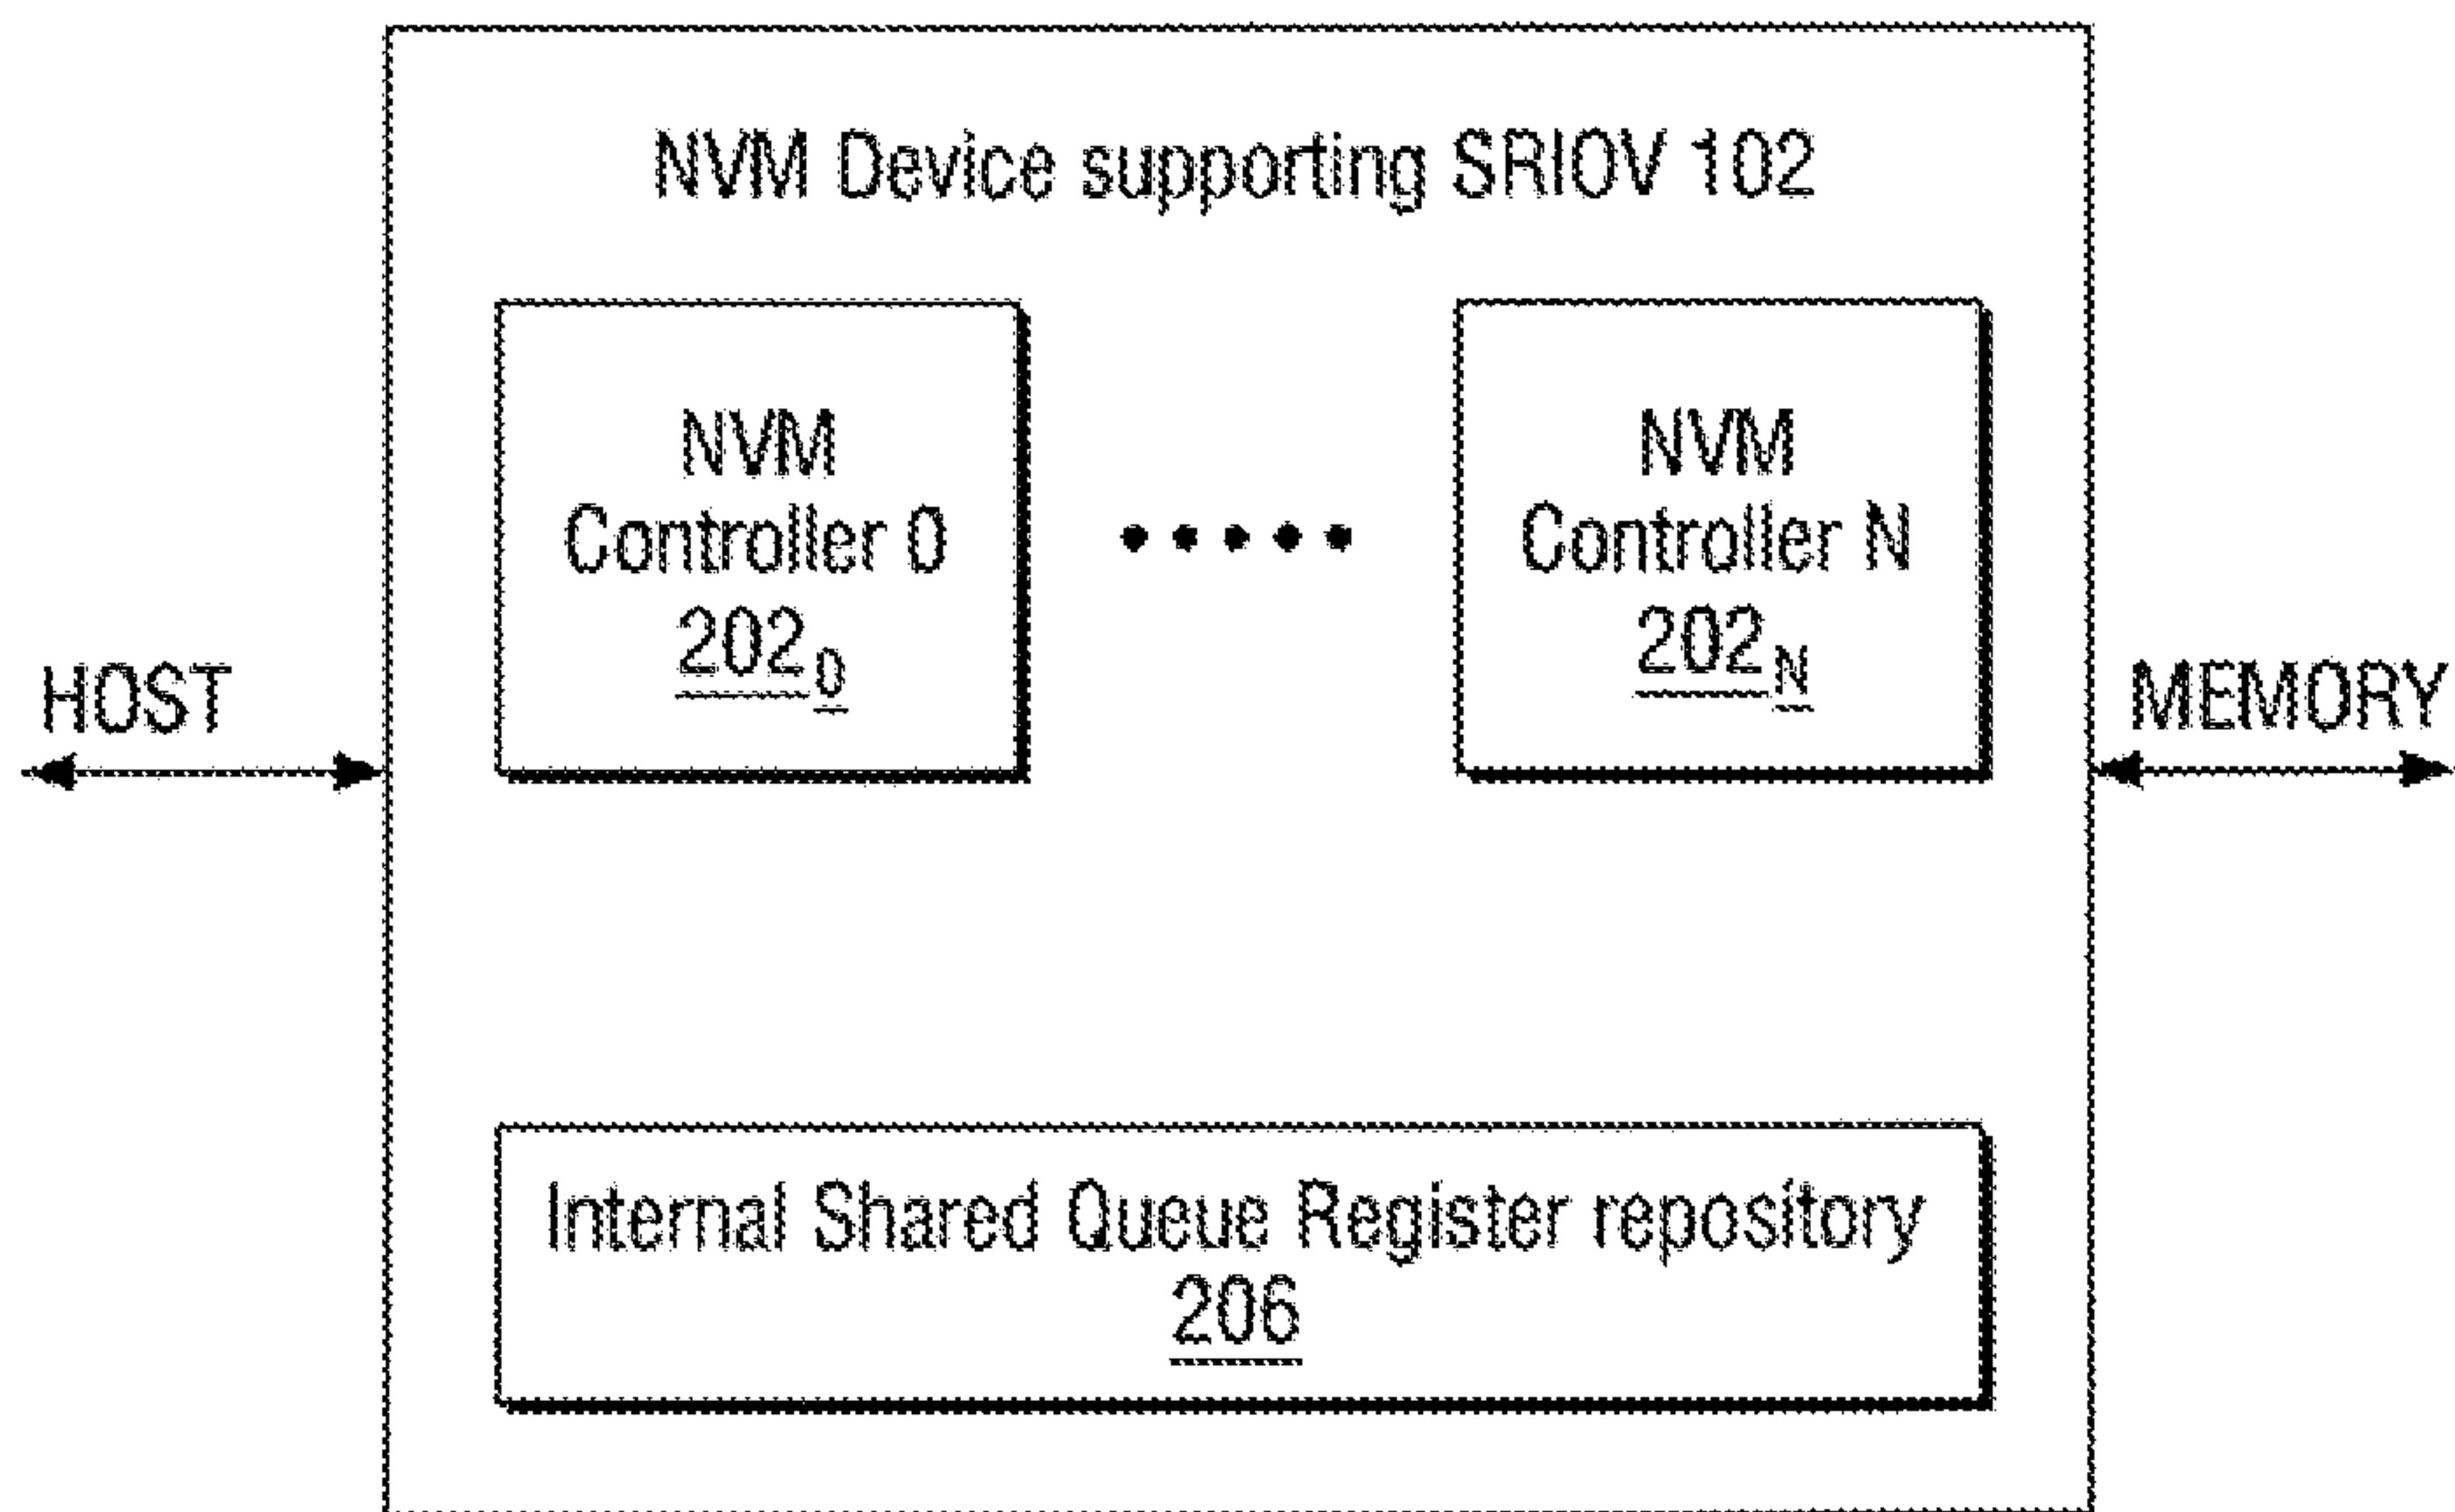 NVM Device supporting SRIOV 102
NVM
Controller 0
202₀
NVM
Controller N
202N
HOST
MEMORY
Internal Shared Queue Register repository
206